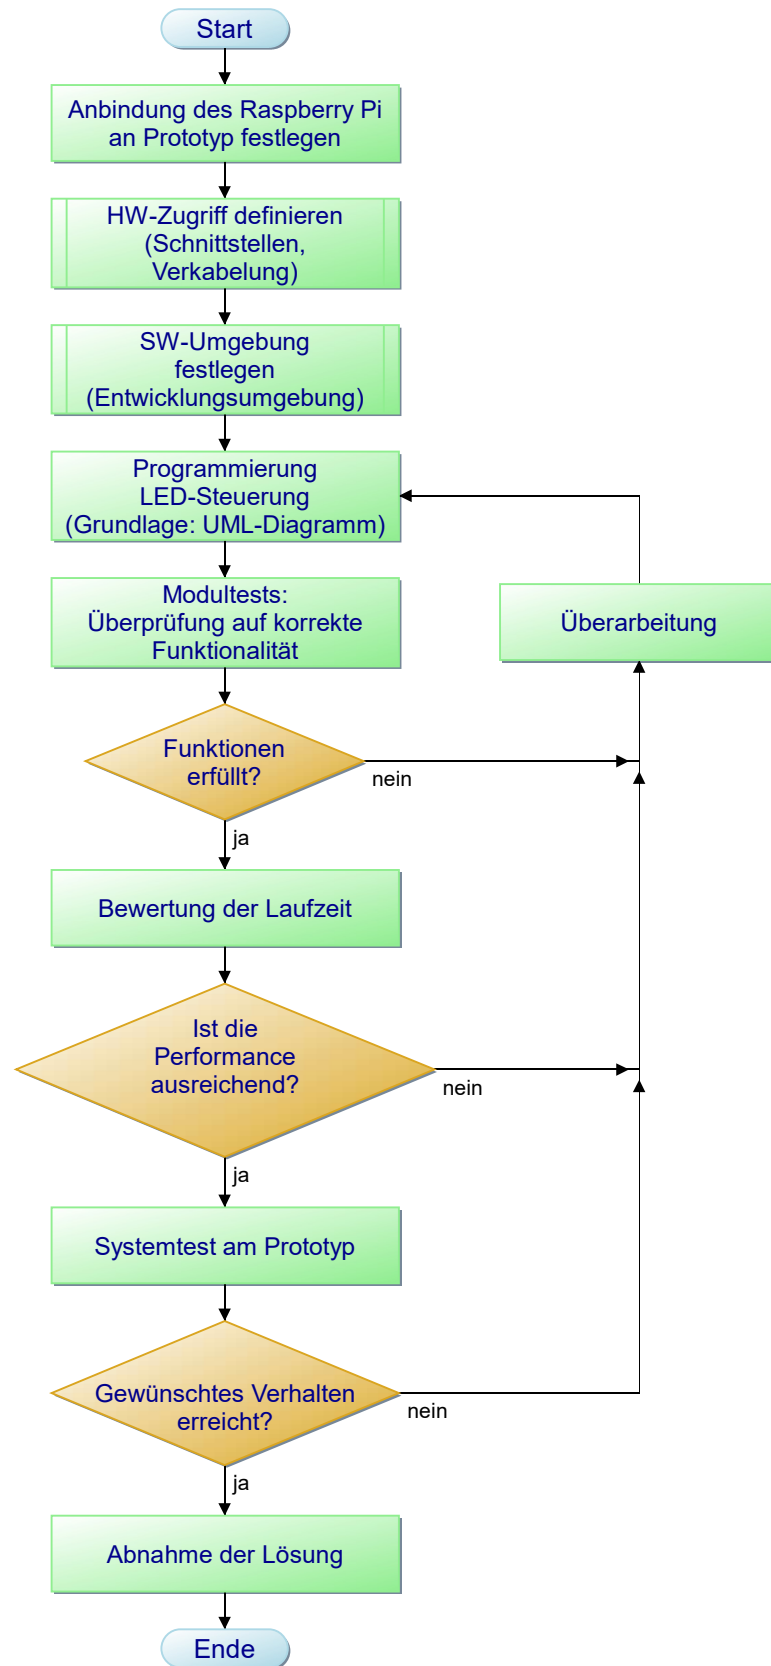 Start
Anbindung des Raspberry Pi
an Prototyp festlegen
HW-Zugriff definieren
(Schnittstellen,
Verkabelung)
SW-Umgebung
festlegen
(Entwicklungsumgebung)
Programmierung
LED-Steuerung
(Grundlage: UML-Diagramm)
Modultests:
Überprüfung auf korrekte
Funktionalität
Überarbeitung
Funktionen
erfüllt?
nein
ja
Bewertung der Laufzeit
Ist die
Performance
ausreichend?
nein
ja
Systemtest am Prototyp
Gewünschtes Verhalten
erreicht?
nein
ja
Abnahme der Lösung
Ende